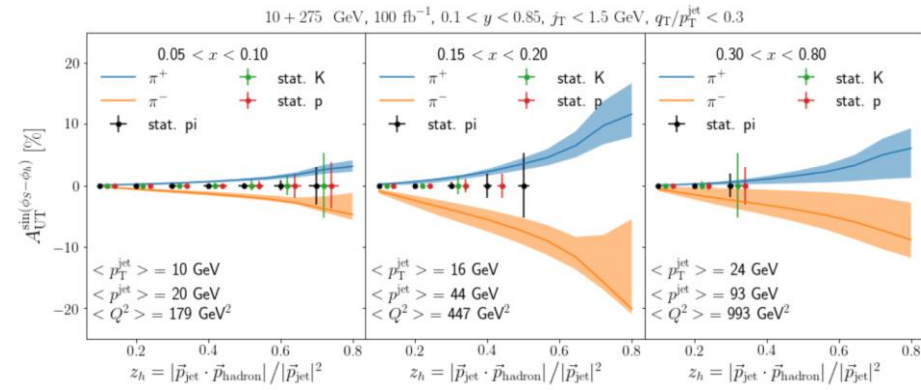 10 + 275 GeV, 100 fb⁻¹, 0.1 < y < 0.85, j_T < 1.5 GeV, q_T/p_T^jet < 0.3
A_UT^sin(φ_S−φ_h) [%]
20
10
0
−10
−20
0.05 < x < 0.10
π⁺
π⁻
stat. pi
stat. K
stat. p
< p_T^jet > = 10 GeV
< p^jet > = 20 GeV
< Q² > = 179 GeV²
0.2 0.4 0.6 0.8
z_h = |p⃗_jet · p⃗_hadron| / |p⃗_jet|²
0.15 < x < 0.20
π⁺
π⁻
stat. pi
stat. K
stat. p
< p_T^jet > = 16 GeV
< p^jet > = 44 GeV
< Q² > = 447 GeV²
0.2 0.4 0.6 0.8
z_h = |p⃗_jet · p⃗_hadron| / |p⃗_jet|²
0.30 < x < 0.80
π⁺
π⁻
stat. pi
stat. K
stat. p
< p_T^jet > = 24 GeV
< p^jet > = 93 GeV
< Q² > = 993 GeV²
0.2 0.4 0.6 0.8
z_h = |p⃗_jet · p⃗_hadron| / |p⃗_jet|²